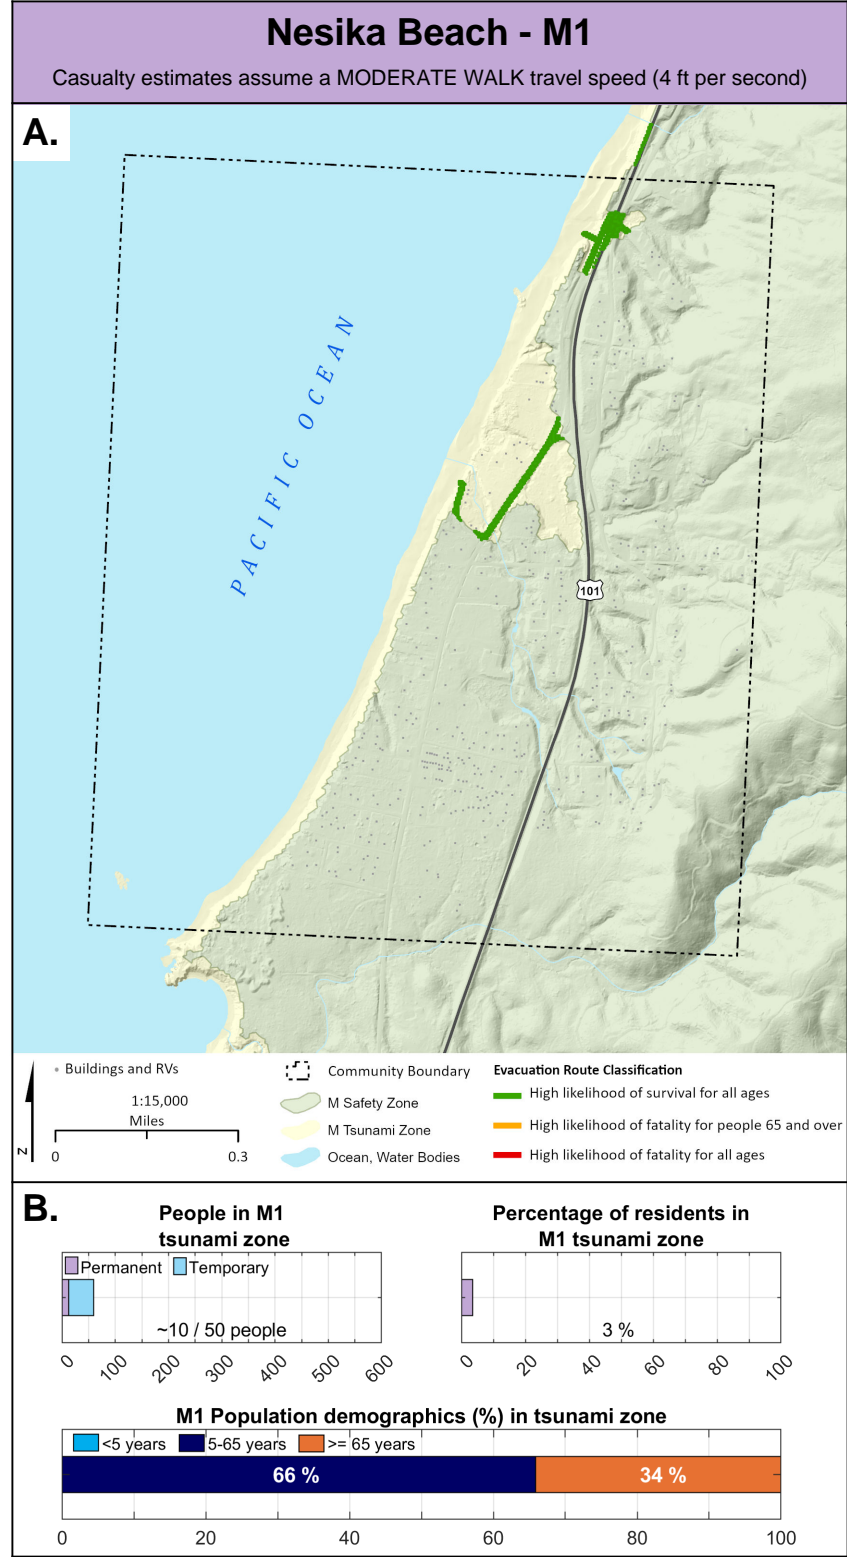 Nesika Beach - M1
Casualty estimates assume a MODERATE WALK travel speed (4 ft per second)
A.
PACIFIC OCEAN
101
Buildings and RVs
1:15,000
Miles
0 0.3
N
Community Boundary
M Safety Zone
M Tsunami Zone
Ocean, Water Bodies
Evacuation Route Classification
High likelihood of survival for all ages
High likelihood of fatality for people 65 and over
High likelihood of fatality for all ages
B.
People in M1
tsunami zone
Permanent Temporary
~10 / 50 people
0 100 200 300 400 500 600
Percentage of residents in
M1 tsunami zone
3 %
0 20 40 60 80 100
M1 Population demographics (%) in tsunami zone
<5 years 5-65 years >= 65 years
66 % 34 %
0 20 40 60 80 100